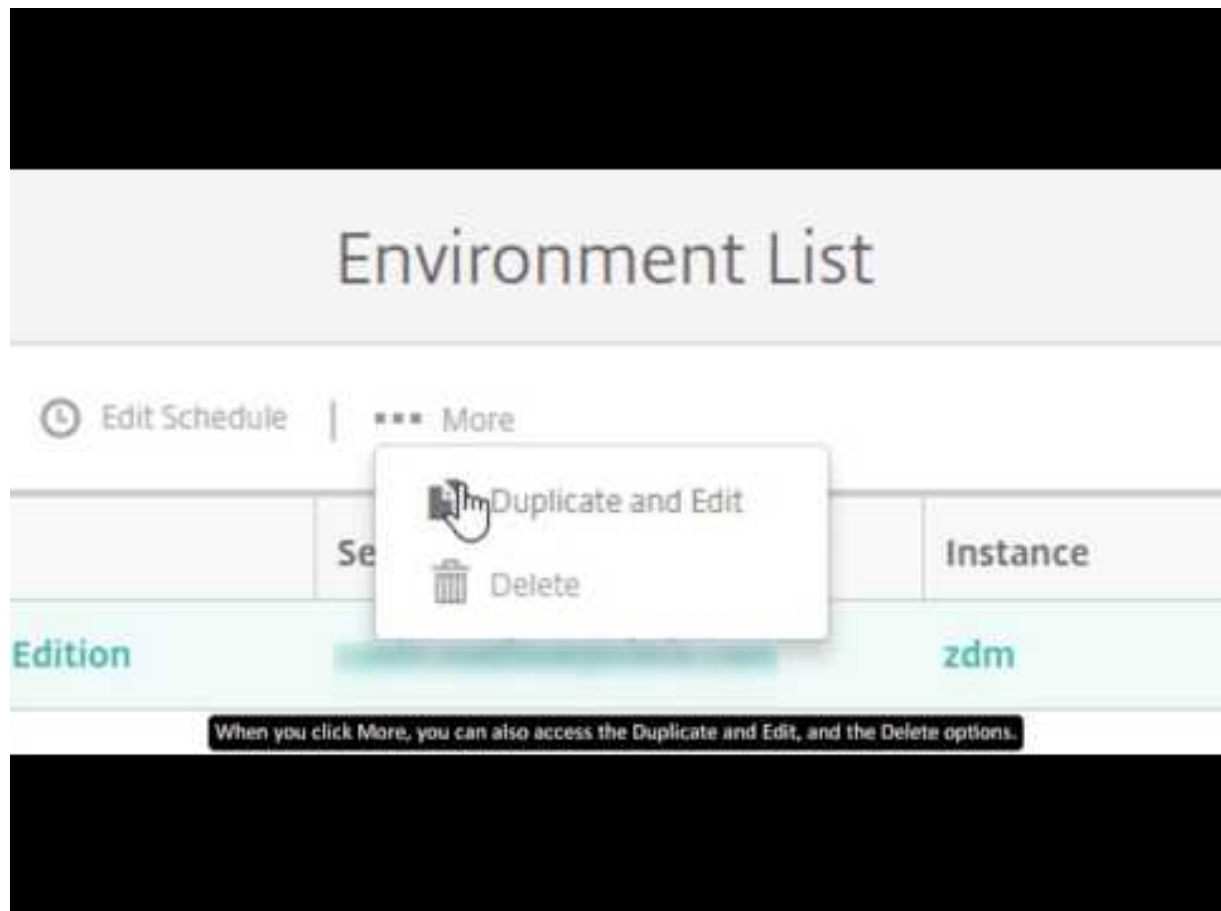 Environment List
Edit Schedule | More
Duplicate and Edit
Se Instance
Delete
Edition zdm
When you click More, you can also access the Duplicate and Edit, and the Delete options.